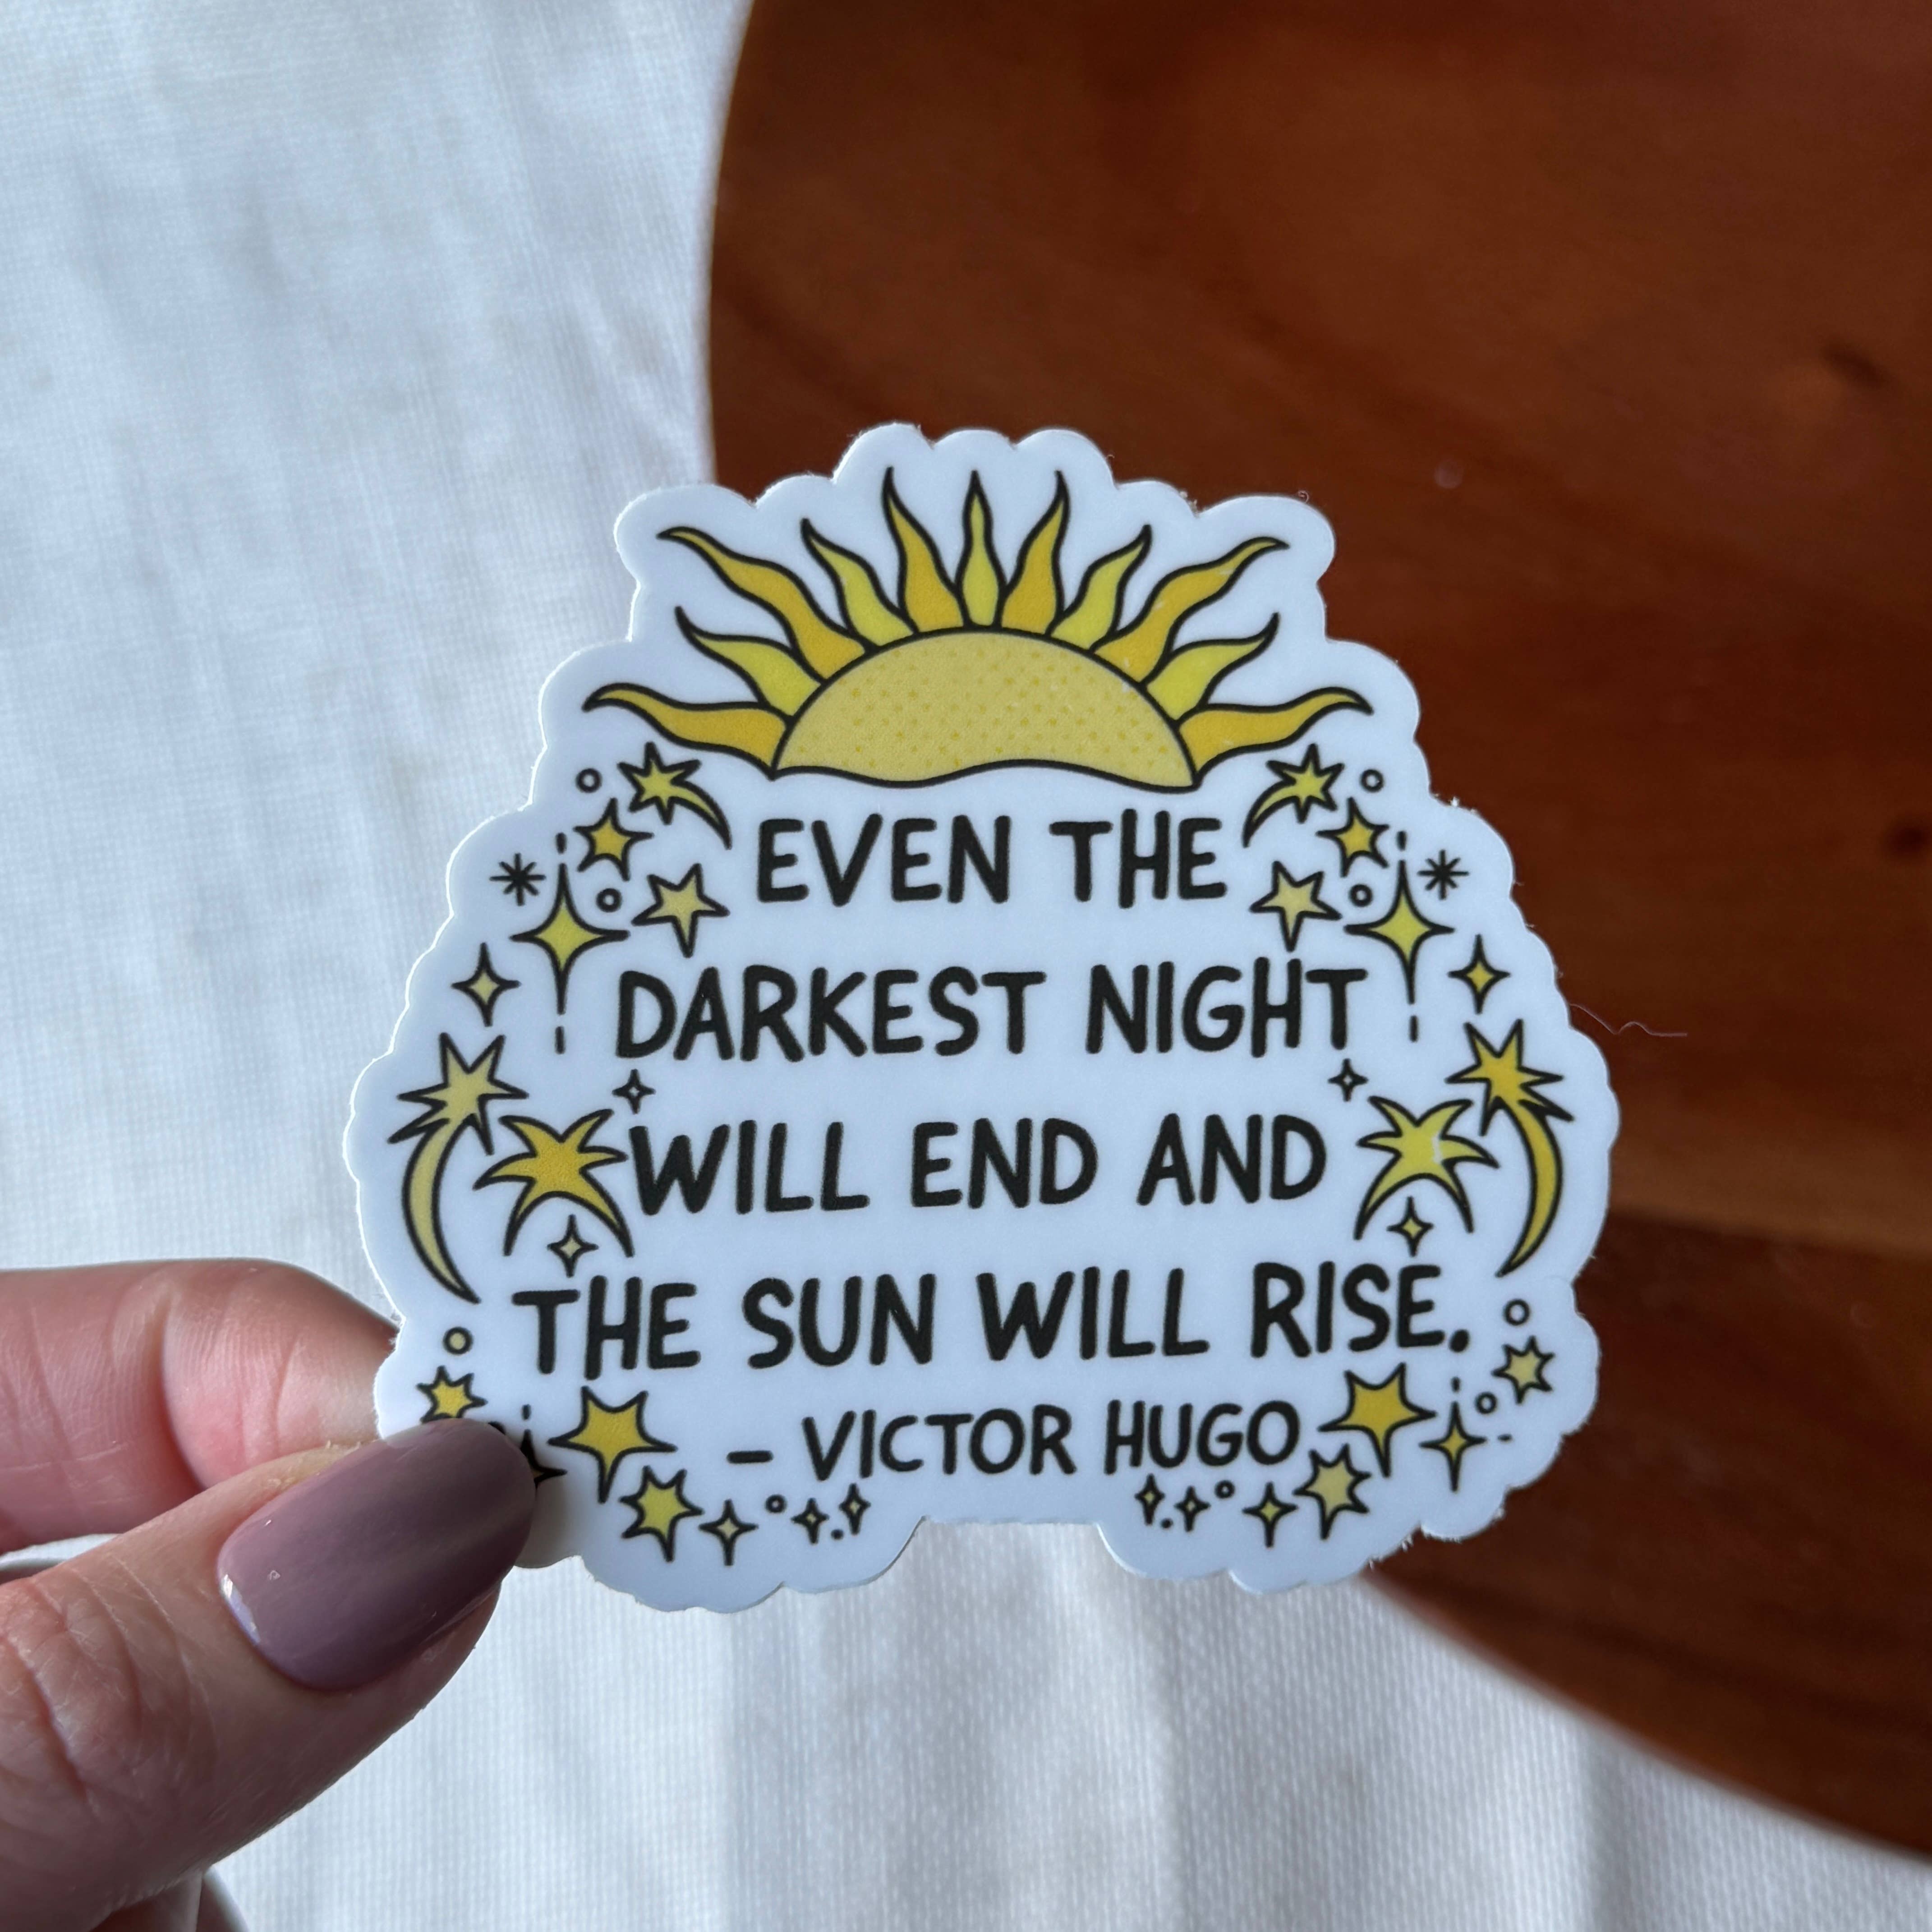 EVEN THE
DARKEST NIGHT
WILL END AND
THE SUN WILL RISE.
– VICTOR HUGO